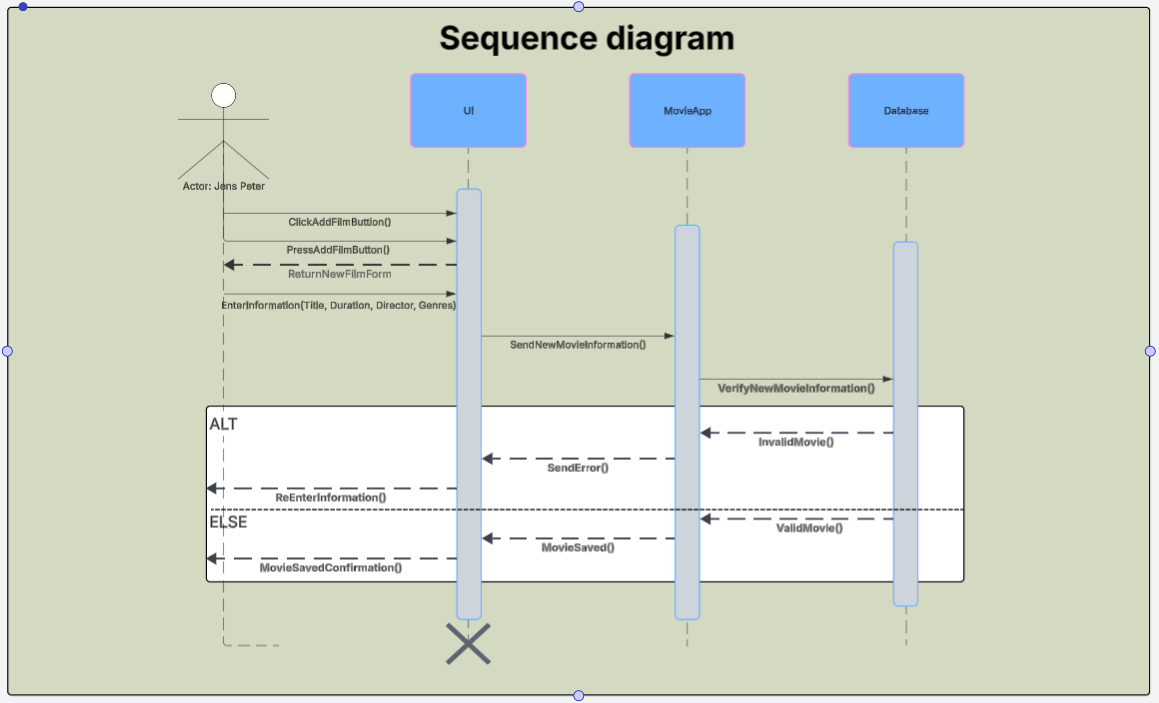 Sequence diagram
UI
MovieApp
Database
Actor: Jens Peter
ClickAddFilmButtion()
PressAddFilmButton()
ReturnNewFilmForm
EnterInformation(Title, Duration, Director, Genres)
SendNewMovieInformation()
VerifyNewMovieInformation()
ALT
InvalidMovie()
SendError()
ReEnterInformation()
ELSE
ValidMovie()
MovieSaved()
MovieSavedConfirmation()